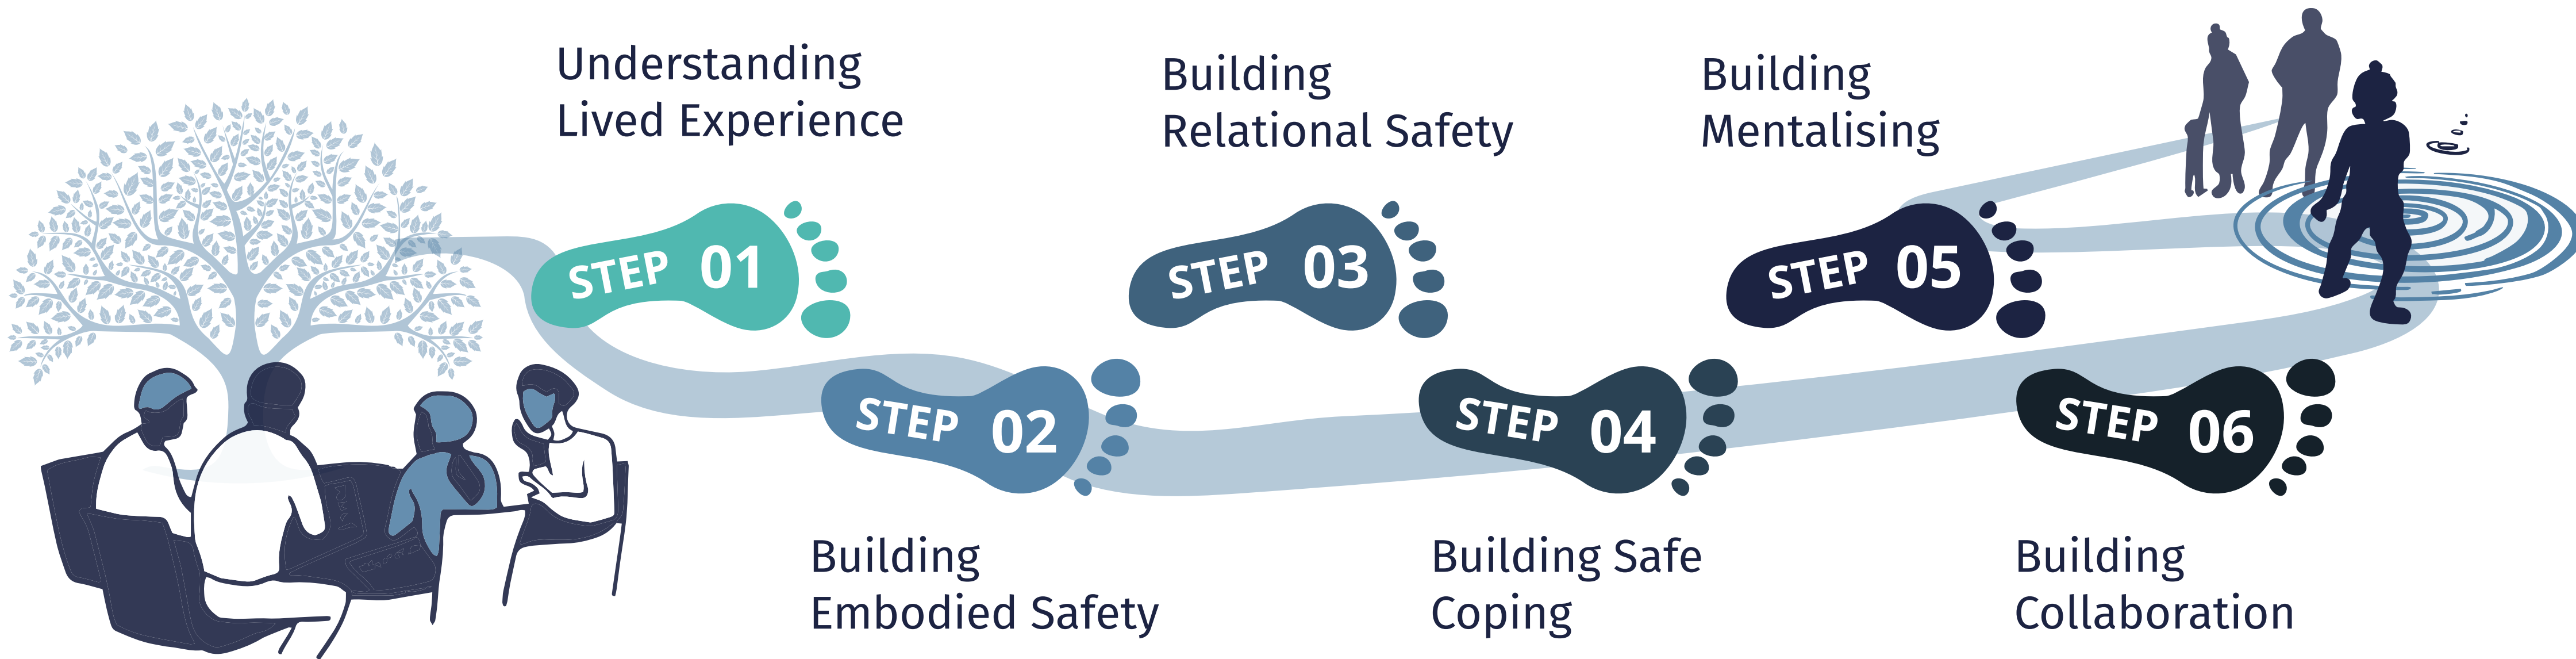 Understanding
Lived Experience
STEP 01
STEP 02
Building
Embodied Safety
Building
Relational Safety
STEP 03
STEP 04
Building Safe
Coping
Building
Mentalising
STEP 05
STEP 06
Building
Collaboration